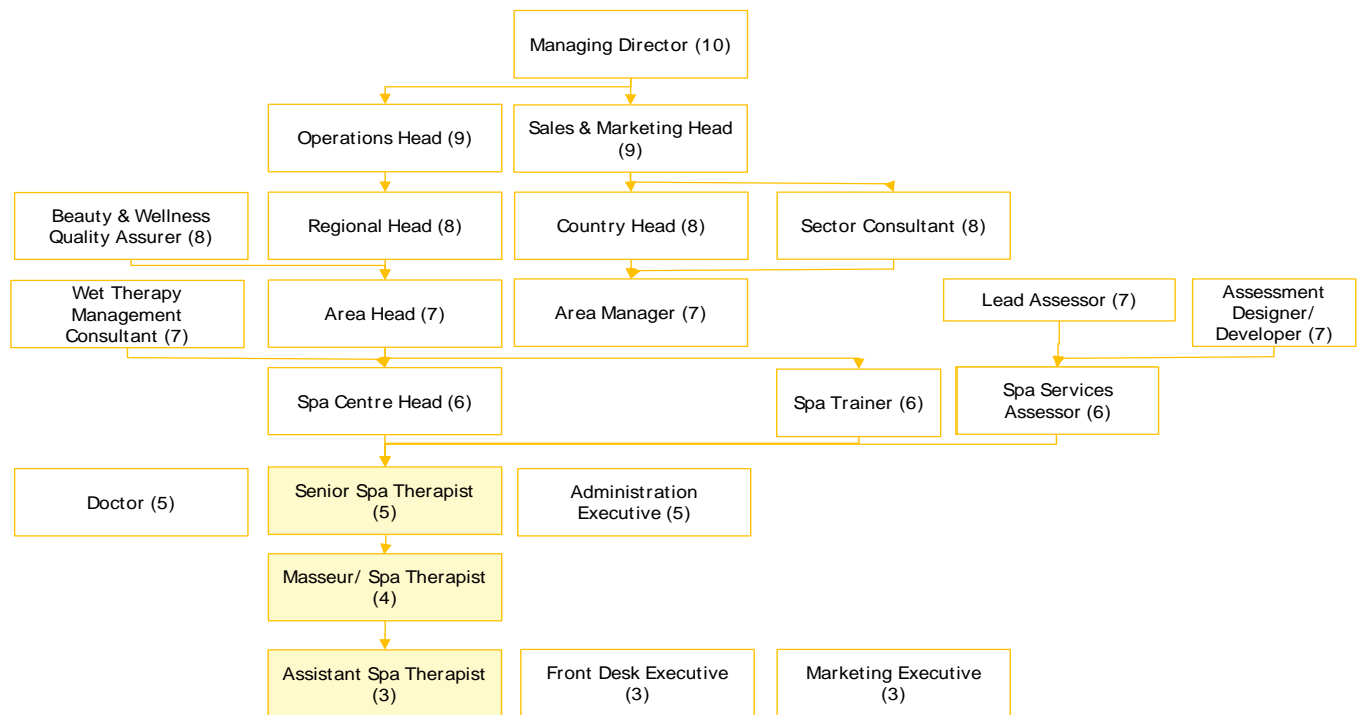 Managing Director (10)
Operations Head (9)
Sales & Marketing Head
(9)
Beauty & Wellness
Quality Assurer (8)
Regional Head (8)
Country Head (8)
Sector Consultant (8)
Wet Therapy
Management
Consultant (7)
Area Head (7)
Area Manager (7)
Lead Assessor (7)
Assessment
Designer/
Developer (7)
Spa Centre Head (6)
Spa Trainer (6)
Spa Services
Assessor (6)
Doctor (5)
Senior Spa Therapist
(5)
Administration
Executive (5)
Masseur/ Spa Therapist
(4)
Assistant Spa Therapist
(3)
Front Desk Executive
(3)
Marketing Executive
(3)